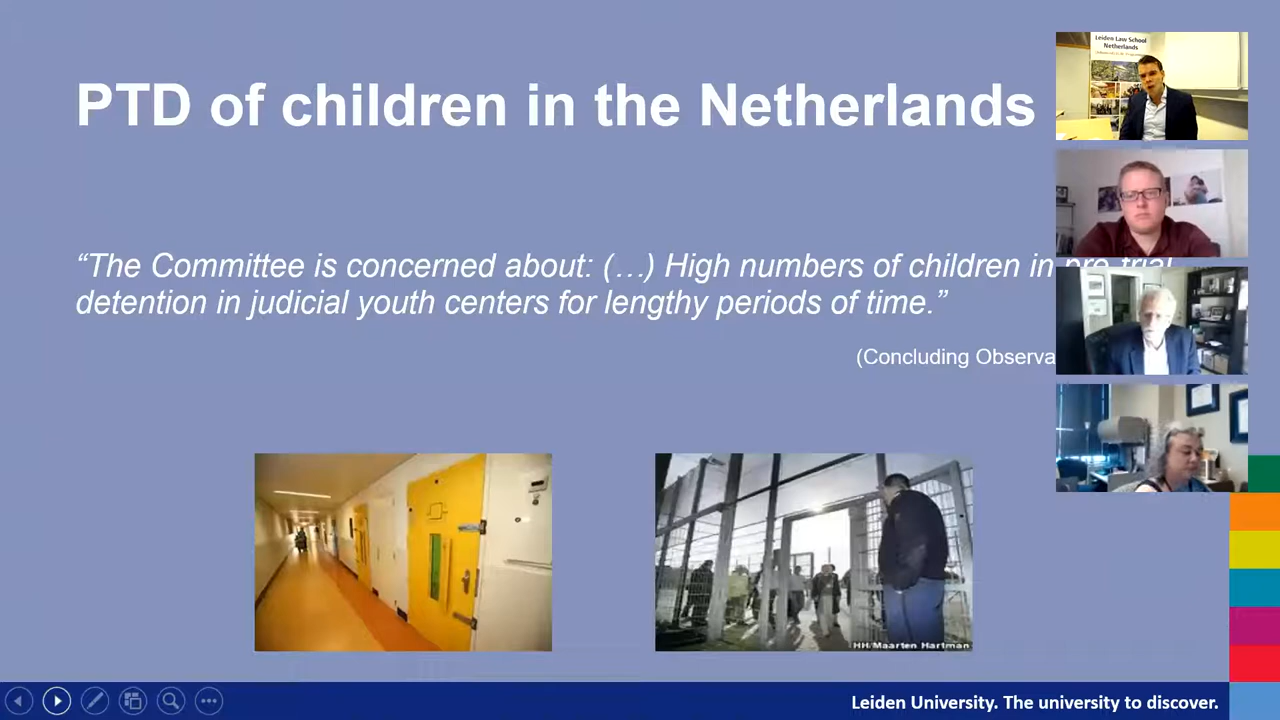 PTD of children in the Netherlands
Leiden Law School
Netherlands
“The Committee is concerned about: (…) High numbers of children in pre-trial
detention in judicial youth centers for lengthy periods of time.”
(Concluding Observa
HH/Maarten Hartman
Leiden University. The university to discover.